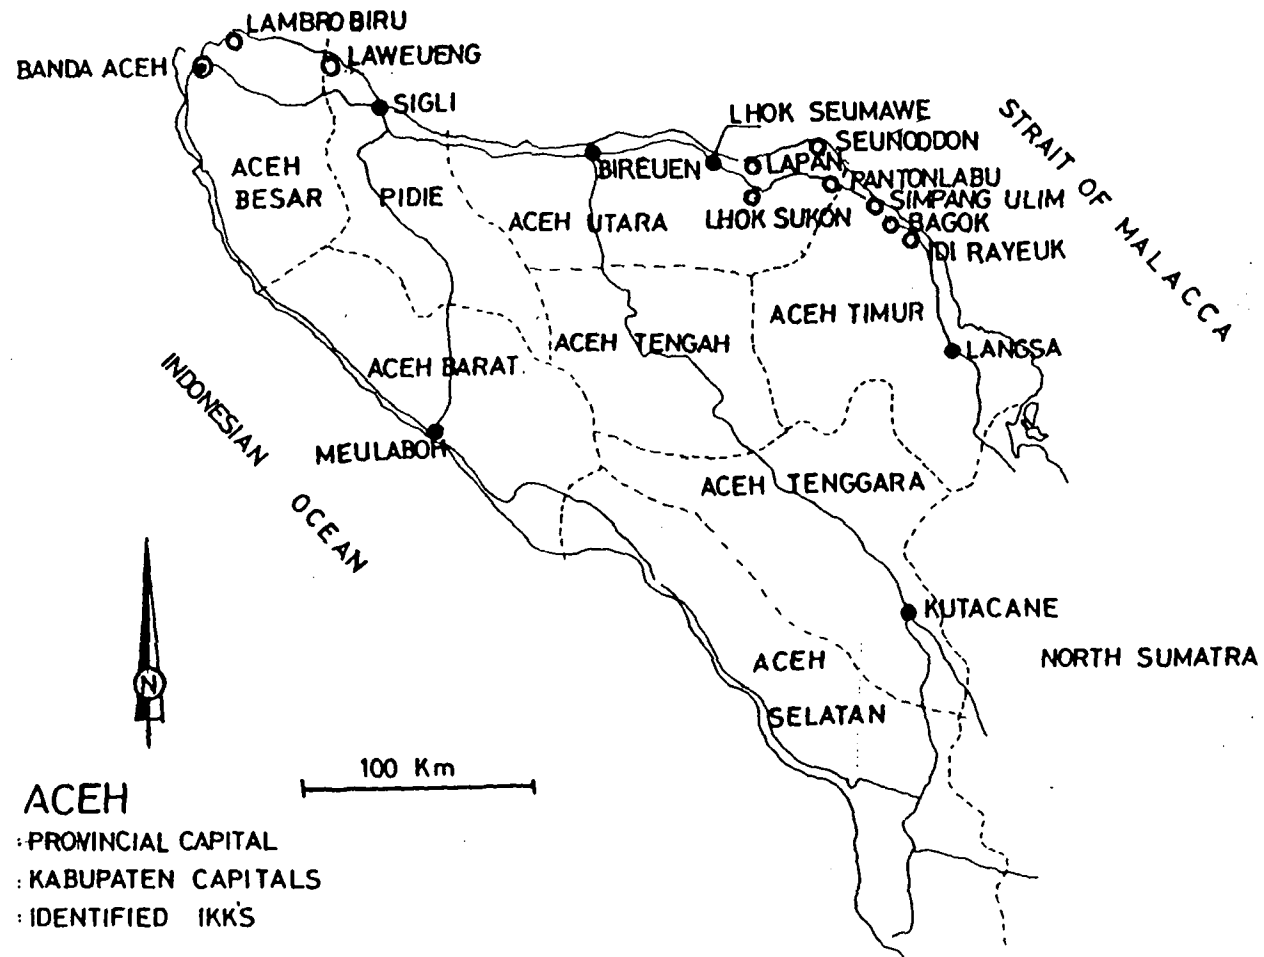 LAMBRO BIRU
LAWEUENG
BANDA ACEH
SIGLI
LHOK SEUMAWE
SEUNODDON
STRAIT OF MALACCA
ACEH
BESAR
PIDIE
BIREUEN
LAPAN
PANTONLABU
SIMPANG ULIM
ACEH UTARA
LHOK SUKON
BAGOK
IDI RAYEUK
ACEH TIMUR
ACEH TENGAH
LANGSA
ACEH BARAT
INDONESIAN
OCEAN
MEULABOH
ACEH TENGGARA
KUTACANE
NORTH SUMATRA
ACEH
SELATAN
N
100 Km
ACEH
: PROVINCIAL CAPITAL
: KABUPATEN CAPITALS
: IDENTIFIED IKK'S